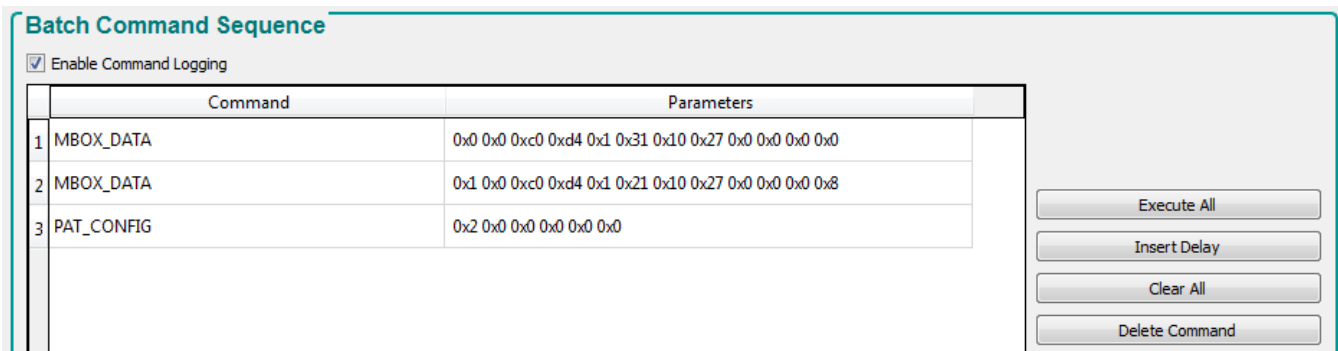 Batch Command Sequence
Enable Command Logging
Command Parameters
1 MBOX_DATA 0x0 0x0 0xc0 0xd4 0x1 0x31 0x10 0x27 0x0 0x0 0x0 0x0
2 MBOX_DATA 0x1 0x0 0xc0 0xd4 0x1 0x21 0x10 0x27 0x0 0x0 0x0 0x8
3 PAT_CONFIG 0x2 0x0 0x0 0x0 0x0 0x0
Execute All
Insert Delay
Clear All
Delete Command